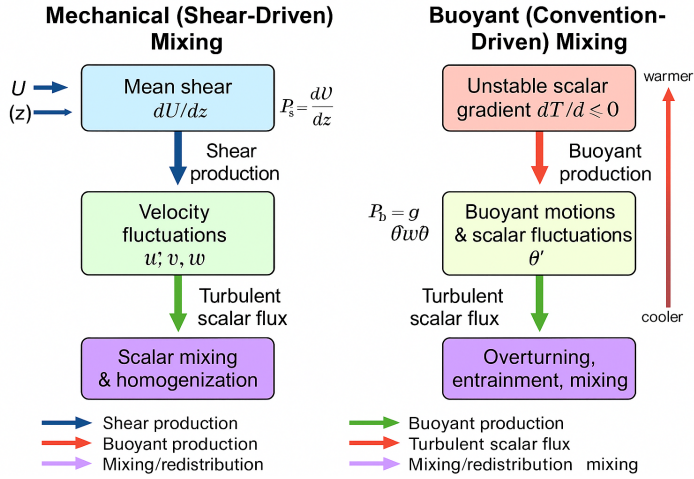 Mechanical (Shear-Driven)
Mixing
U
(z)
Mean shear
dU/dz
Pₛ = dU/dz
Shear
production
Velocity
fluctuations
u′; v, w
Turbulent
scalar flux
Scalar mixing
& homogenization
Buoyant (Convention-
Driven) Mixing
Unstable scalar
gradient dT/d ⩽ 0
warmer
Buoyant
production
P_b = g
θwθ
Buoyant motions
& scalar fluctuations
θ′
Turbulent
scalar flux
cooler
Overturning,
entrainment, mixing
Shear production
Buoyant production
Mixing/redistribution
Buoyant production
Turbulent scalar flux
Mixing/redistribution mixing